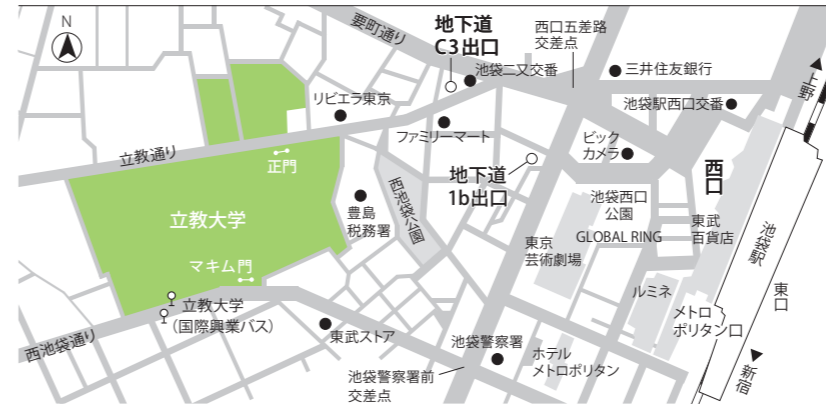 N
要町通り
地下道
C3出口
西口五差路
交差点
池袋二又交番
三井住友銀行
上野
リビエラ東京
池袋駅西口交番
ファミリーマート
ビック
カメラ
立教通り
正門
地下道
1b出口
西口
西池袋公園
立教大学
豊島
税務署
池袋西口
公園
GLOBAL RING
東武
百貨店
池袋駅
東京
芸術劇場
マキム門
ルミネ
東口
立教大学
（国際興業バス）
メトロ
ポリタン口
西池袋通り
東武ストア
池袋警察署
ホテル
メトロポリタン
新宿
池袋警察署前
交差点